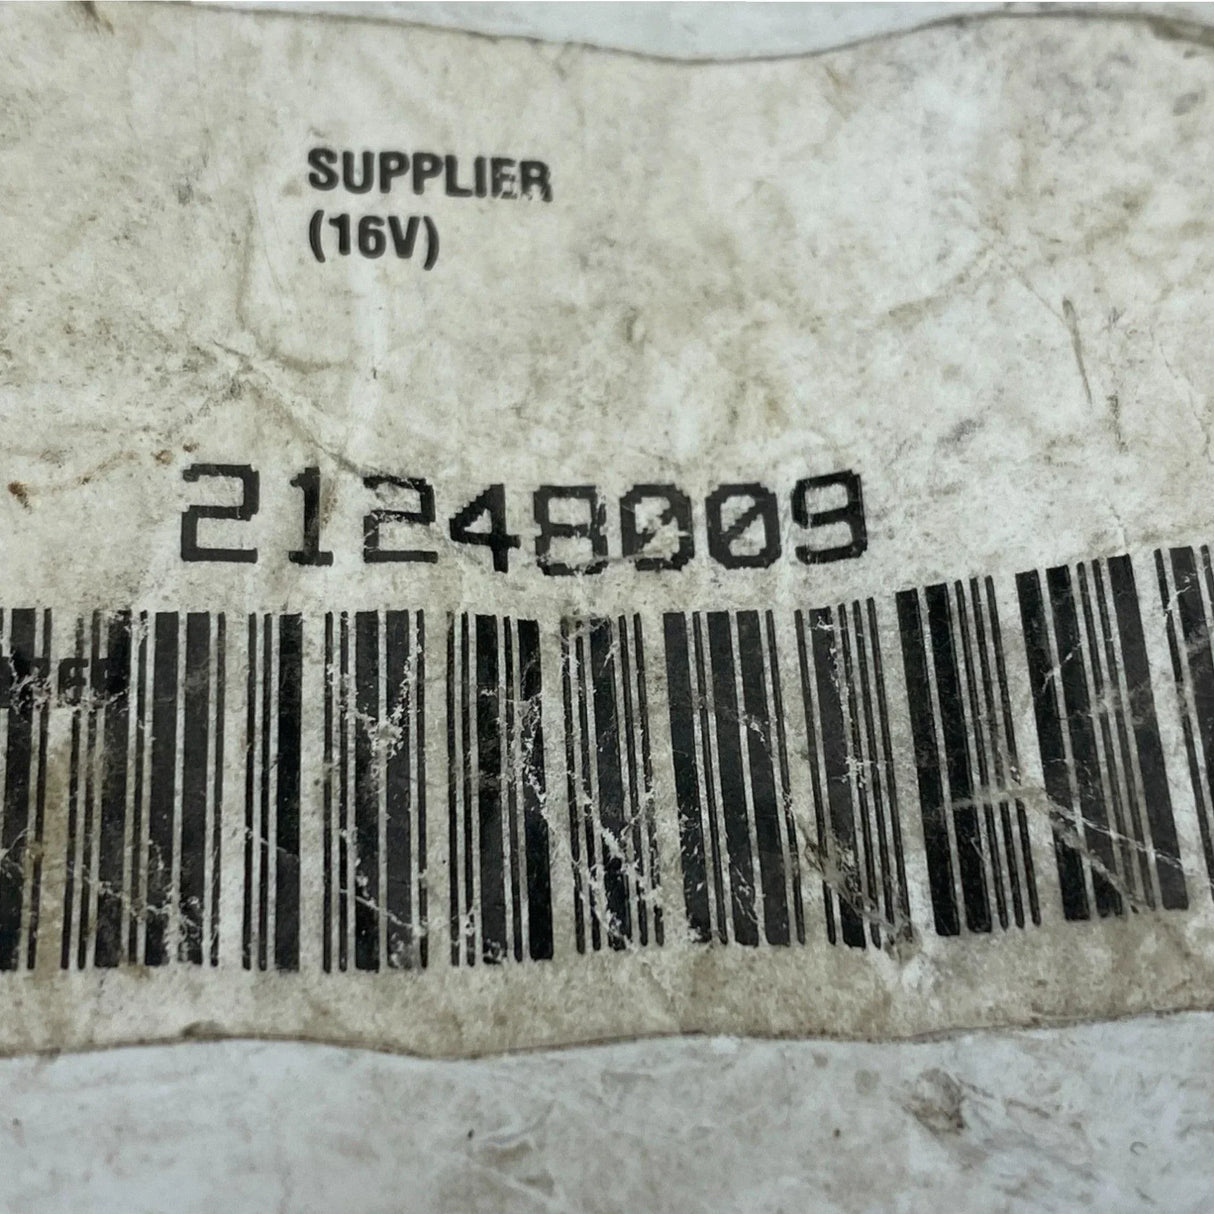 SUPPLIER
(16V)
21248009